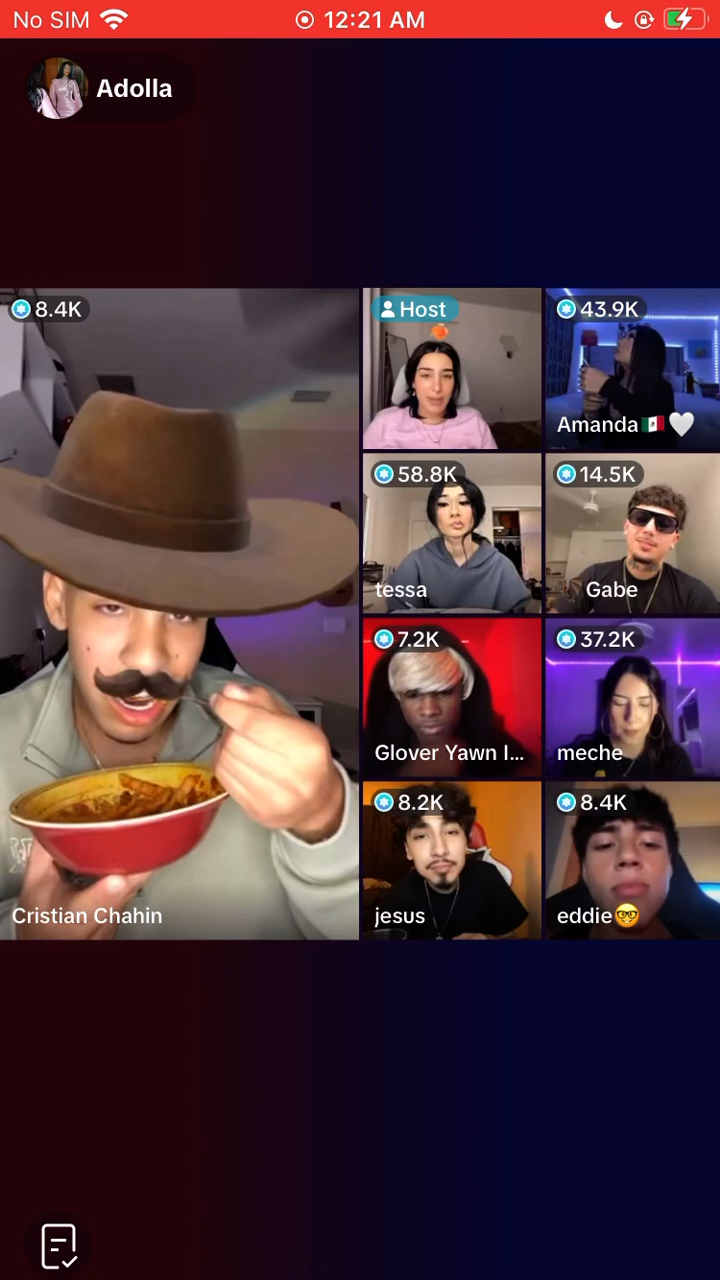 No SIM 12:21 AM
Adolla
8.4K
Cristian Chahin
Host
43.9K
Amanda🇲🇽🤍
58.8K
tessa
14.5K
Gabe
7.2K
Glover Yawn I...
37.2K
meche
8.2K
jesus
8.4K
eddie🤓